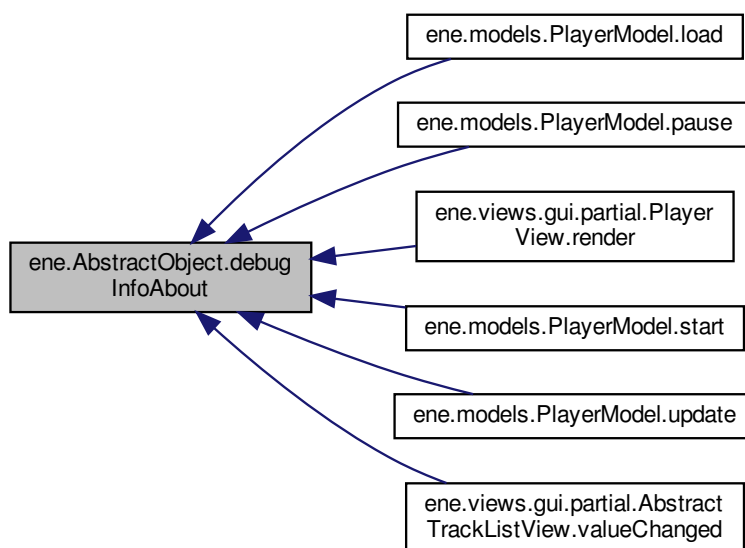 ene.models.PlayerModel.load
ene.models.PlayerModel.pause
ene.views.gui.partial.Player
View.render
ene.AbstractObject.debug
InfoAbout
ene.models.PlayerModel.start
ene.models.PlayerModel.update
ene.views.gui.partial.Abstract
TrackListView.valueChanged